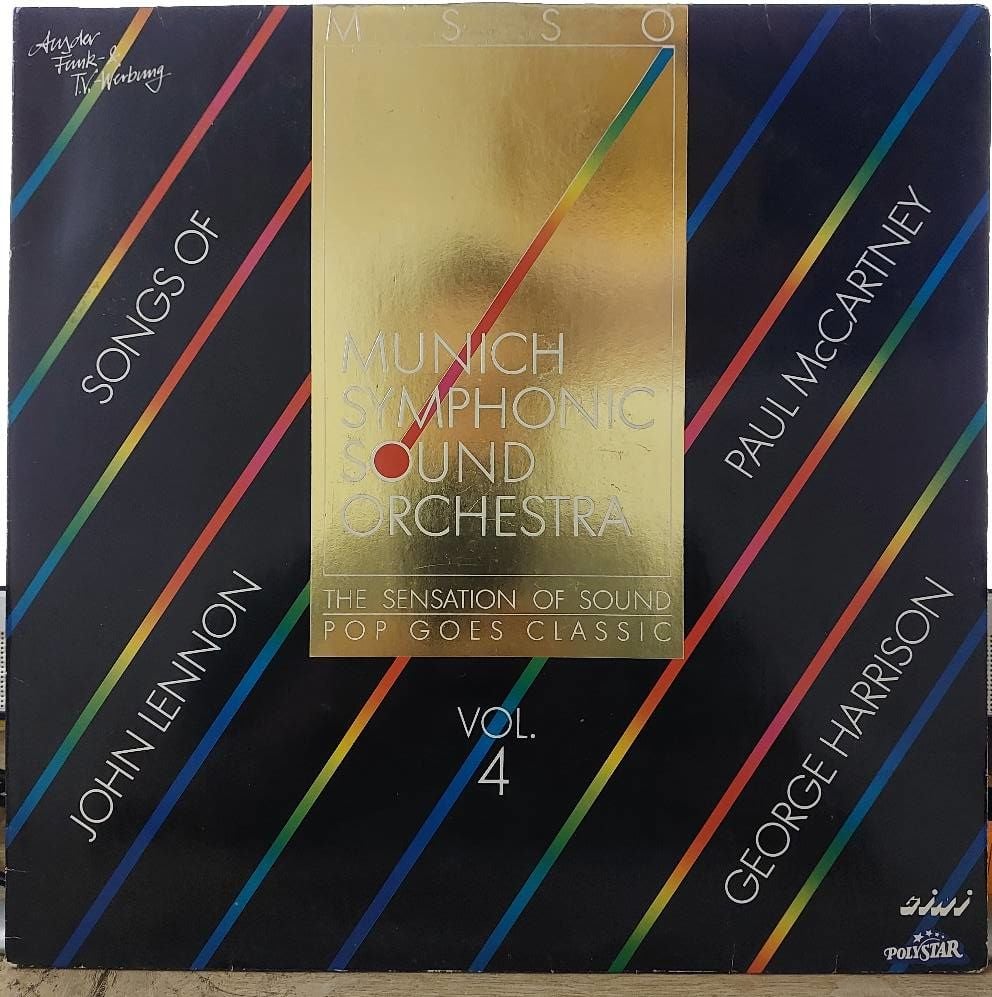 Aus der
Funk- &
T.V.-Werbung
M S S O
SONGS OF
PAUL McCARTNEY
MUNICH
SYMPHONIC
SOUND
ORCHESTRA
THE SENSATION OF SOUND
POP GOES CLASSIC
JOHN LENNON
GEORGE HARRISON
VOL.
4
POLYSTAR